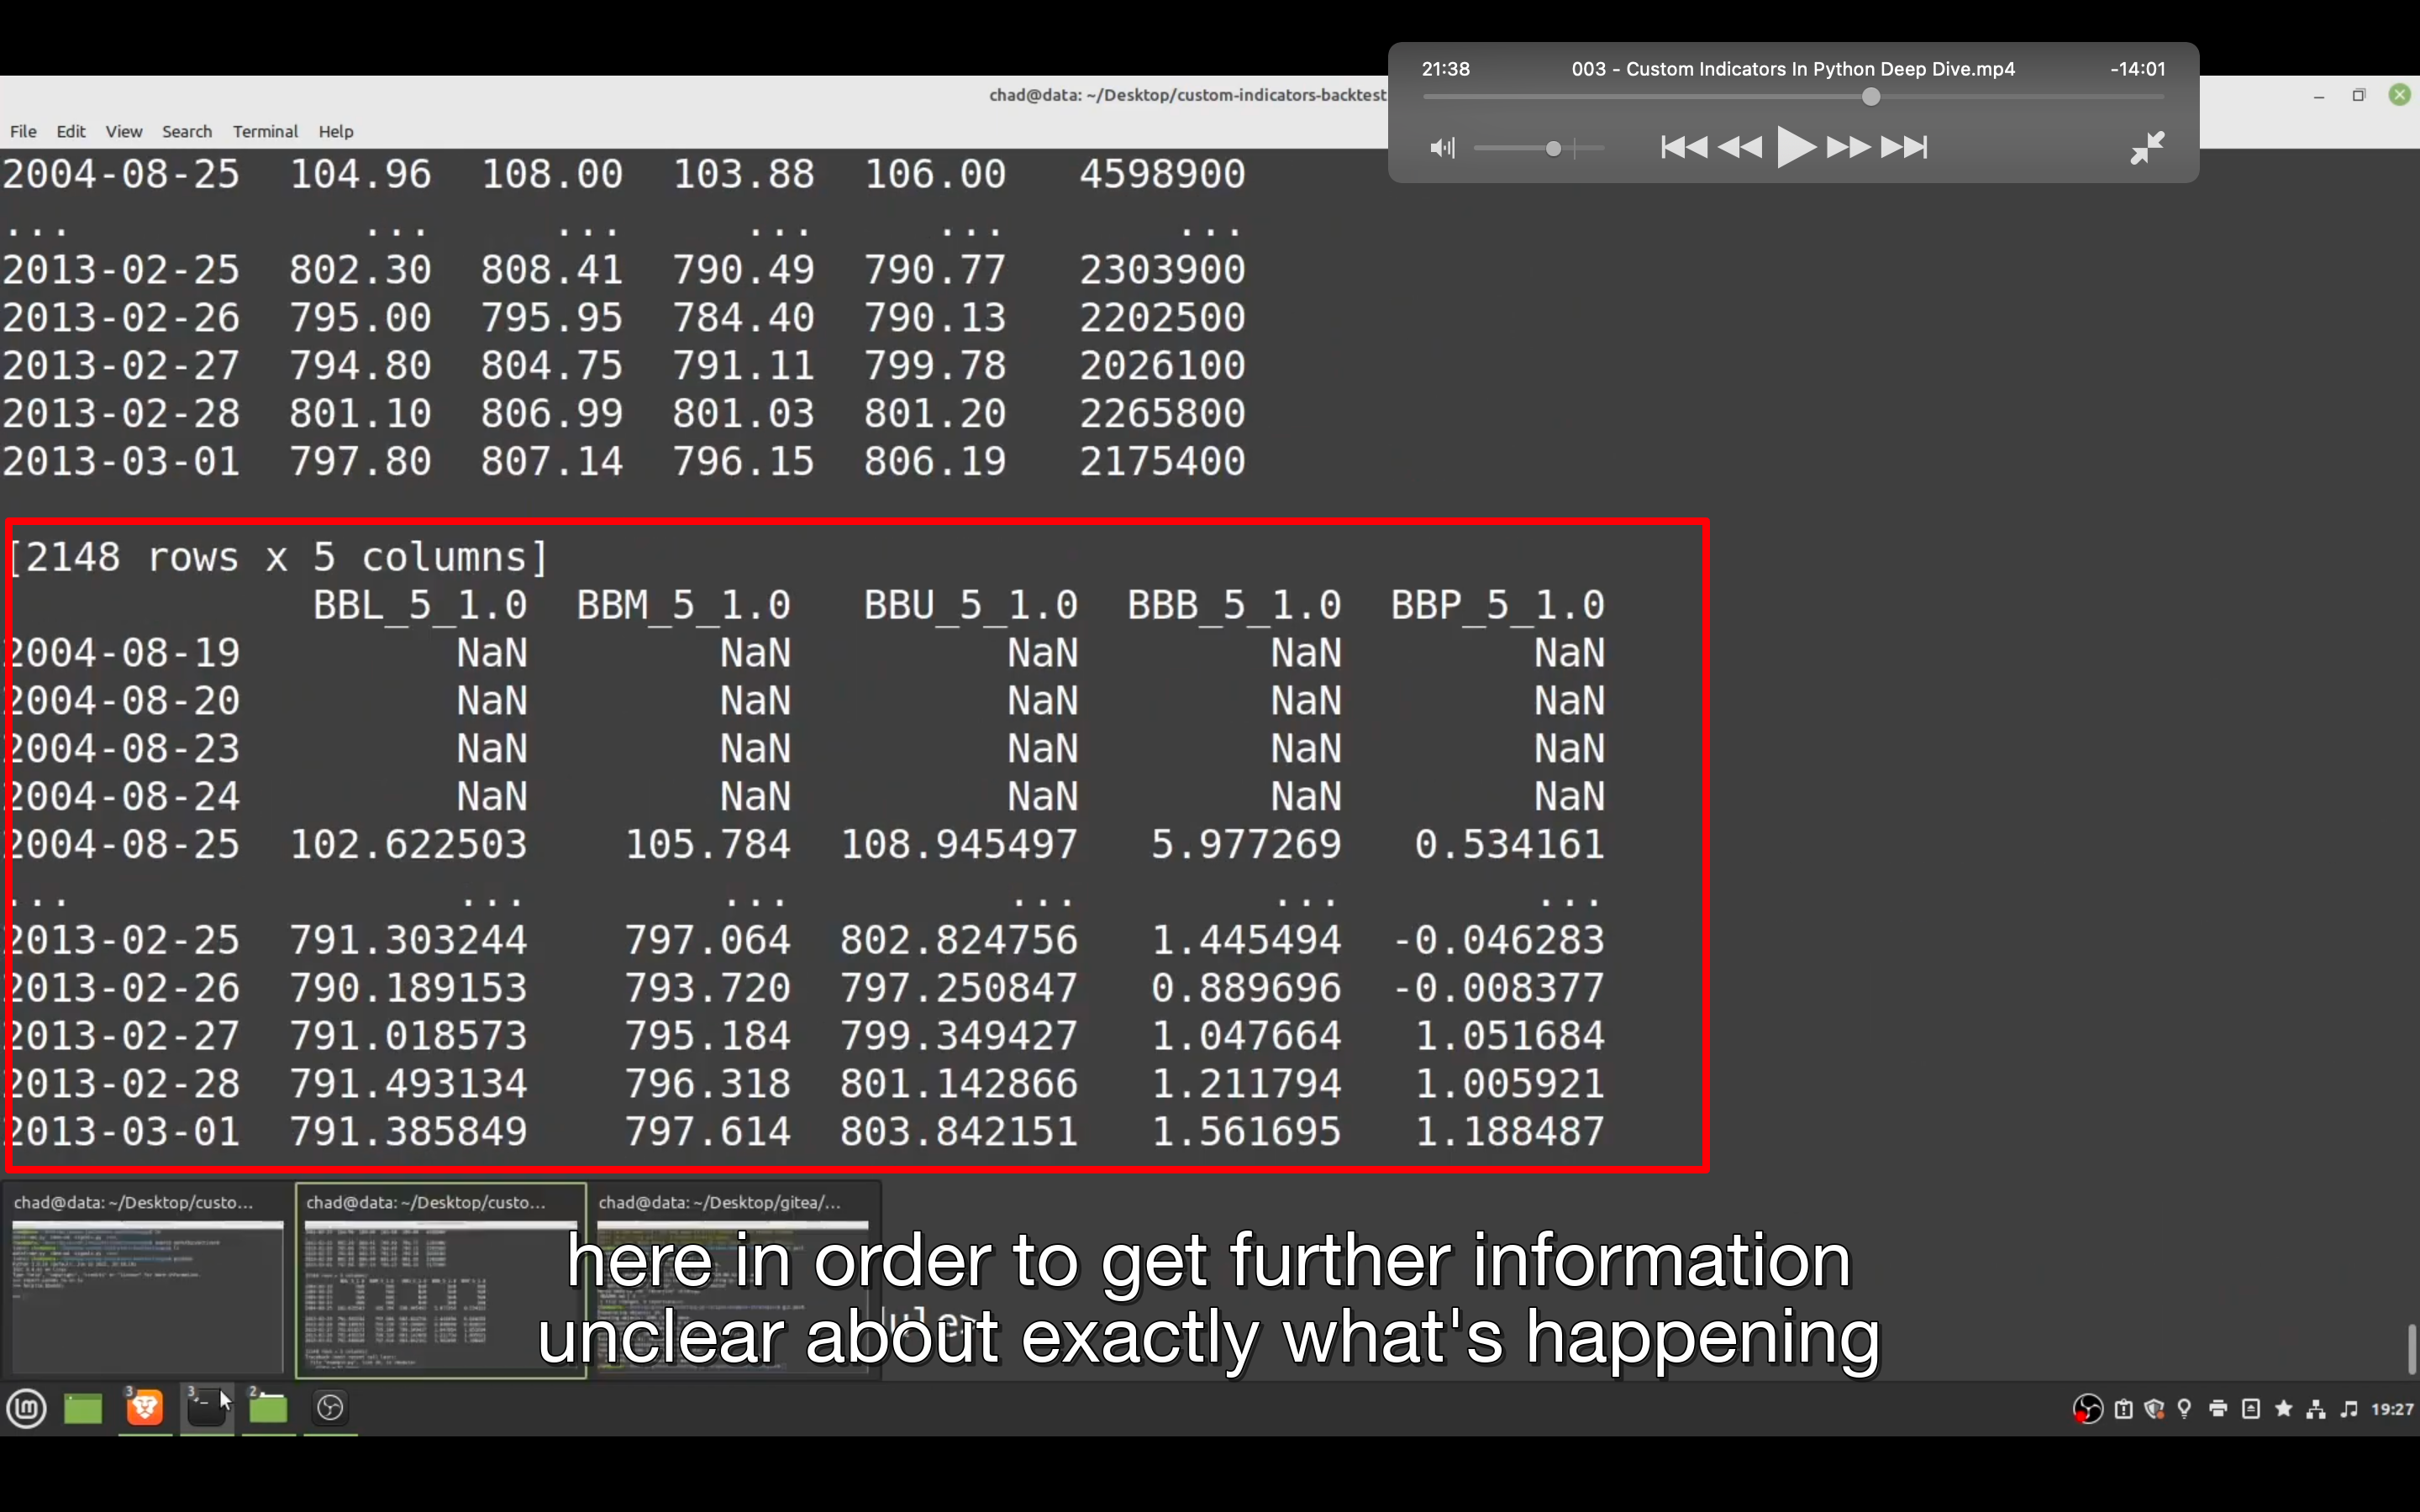 21:38 003 - Custom Indicators In Python Deep Dive.mp4 -14:01
chad@data: ~/Desktop/custom-indicators-backtest
File Edit View Search Terminal Help
2004-08-25 104.96 108.00 103.88 106.00 4598900
... ... ... ... ... ...
2013-02-25 802.30 808.41 790.49 790.77 2303900
2013-02-26 795.00 795.95 784.40 790.13 2202500
2013-02-27 794.80 804.75 791.11 799.78 2026100
2013-02-28 801.10 806.99 801.03 801.20 2265800
2013-03-01 797.80 807.14 796.15 806.19 2175400
[2148 rows x 5 columns]
BBL_5_1.0 BBM_5_1.0 BBU_5_1.0 BBB_5_1.0 BBP_5_1.0
2004-08-19 NaN NaN NaN NaN NaN
2004-08-20 NaN NaN NaN NaN NaN
2004-08-23 NaN NaN NaN NaN NaN
2004-08-24 NaN NaN NaN NaN NaN
2004-08-25 102.622503 105.784 108.945497 5.977269 0.534161
... ... ... ... ... ...
2013-02-25 791.303244 797.064 802.824756 1.445494 -0.046283
2013-02-26 790.189153 793.720 797.250847 0.889696 -0.008377
2013-02-27 791.018573 795.184 799.349427 1.047664 1.051684
2013-02-28 791.493134 796.318 801.142866 1.211794 1.005921
2013-03-01 791.385849 797.614 803.842151 1.561695 1.188487
chad@data: ~/Desktop/custo... chad@data: ~/Desktop/custo... chad@data: ~/Desktop/gitea/...
here in order to get further information
unclear about exactly what's happening
3 3 2
19:27